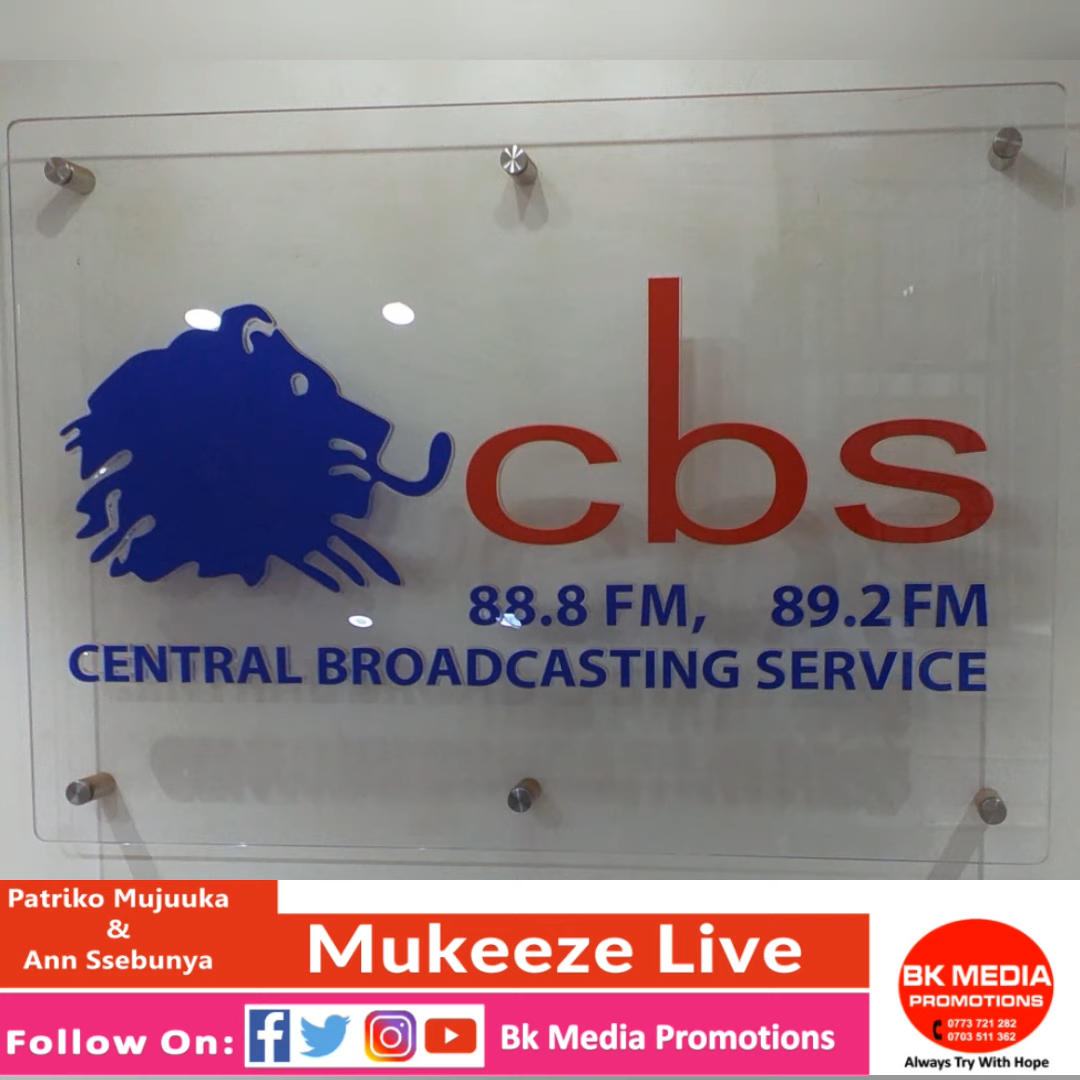 cbs
88.8 FM, 89.2 FM
CENTRAL BROADCASTING SERVICE
Patriko Mujuuka
&
Ann Ssebunya
Mukeeze Live
Follow On:
Bk Media Promotions
BK MEDIA
PROMOTIONS
0773 721 282
0703 511 362
Always Try With Hope